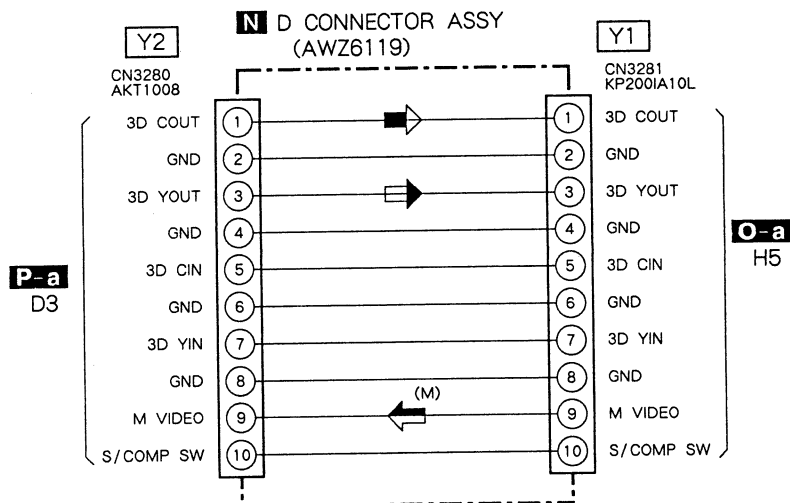 N D CONNECTOR ASSY
(AWZ6119)
Y2
CN3280
AKT1008
Y1
CN3281
KP200IA10L
3D COUT 1 1 3D COUT
GND 2 2 GND
3D YOUT 3 3 3D YOUT
GND 4 4 GND
3D CIN 5 5 3D CIN
GND 6 6 GND
3D YIN 7 7 3D YIN
GND 8 8 GND
(M)
M VIDEO 9 9 M VIDEO
S/COMP SW 10 10 S/COMP SW
P-a
D3
O-a
H5